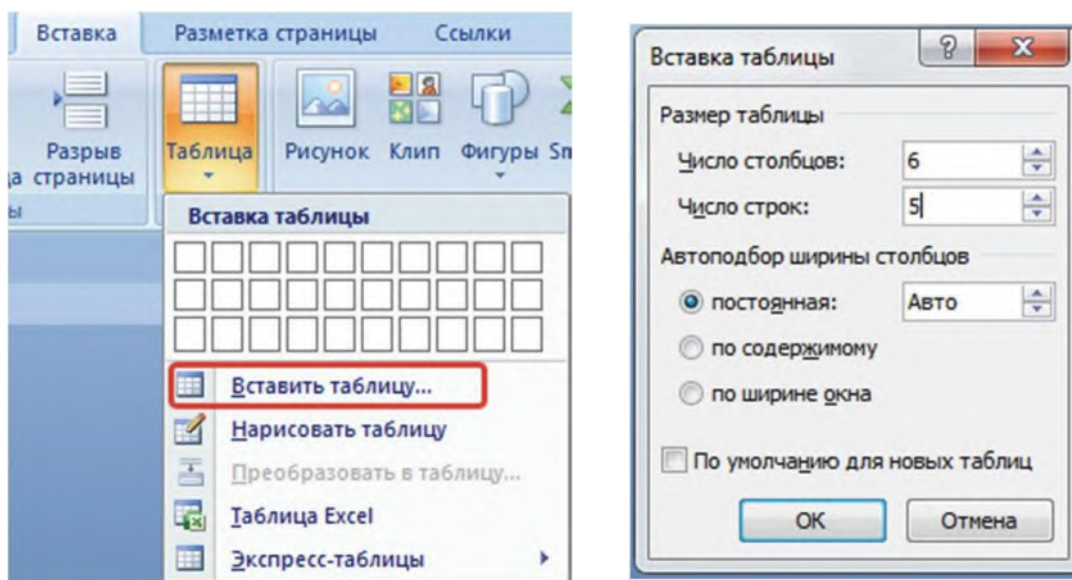 Вставка Разметка страницы Ссылки
Разрыв страницы
Таблица
Рисунок Клип Фигуры
Вставка таблицы
Вставить таблицу...
Нарисовать таблицу
Преобразовать в таблицу...
Таблица Excel
Экспресс-таблицы
Вставка таблицы
Размер таблицы
Число столбцов: 6
Число строк: 5
Автоподбор ширины столбцов
постоянная: Авто
по содержимому
по ширине окна
По умолчанию для новых таблиц
ОК Отмена